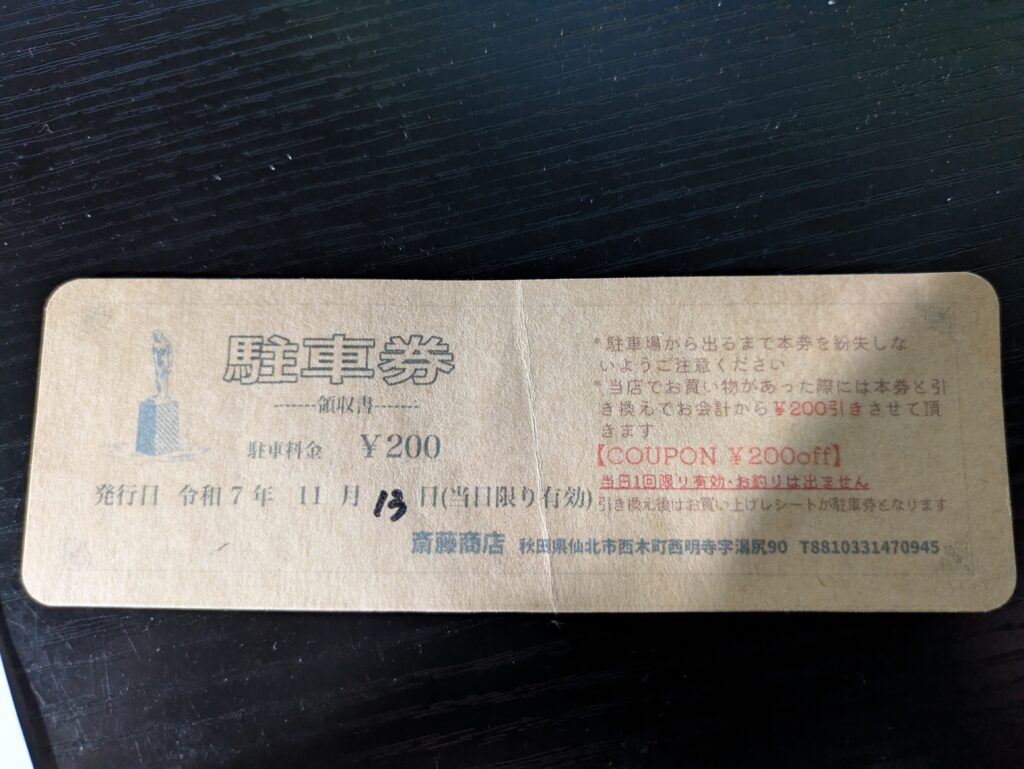 駐車券
------領収書------
駐車料金 ￥200
発行日 令和7年 11月13日(当日限り有効)
*駐車場から出るまで本券を紛失しな
いようご注意ください
*当店でお買い物があった際には本券と引
き換えでお会計から￥200引きさせて頂
きます
【COUPON ￥200off】
当日1回限り有効・お釣りは出ません
引き換え後はお買い上げレシートが駐車券となります
斎藤商店 秋田県仙北市西木町西明寺字潟尻90 T8810331470945